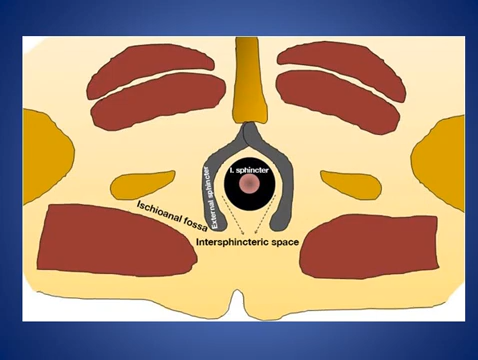 I. sphincter
External sphincter
Ischioanal fossa
Intersphincteric space